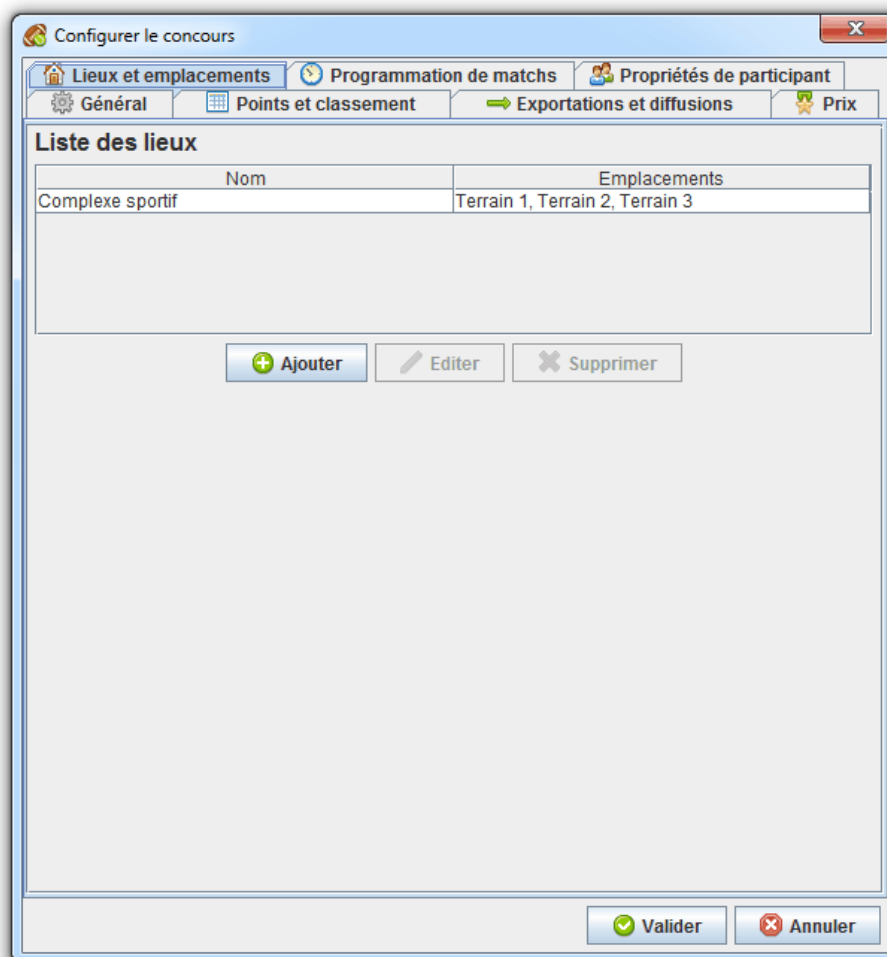 Configurer le concours
Lieux et emplacements Programmation de matchs Propriétés de participant
Général Points et classement Exportations et diffusions Prix
Liste des lieux
Nom Emplacements
Complexe sportif Terrain 1, Terrain 2, Terrain 3
Ajouter Editer Supprimer
Valider Annuler